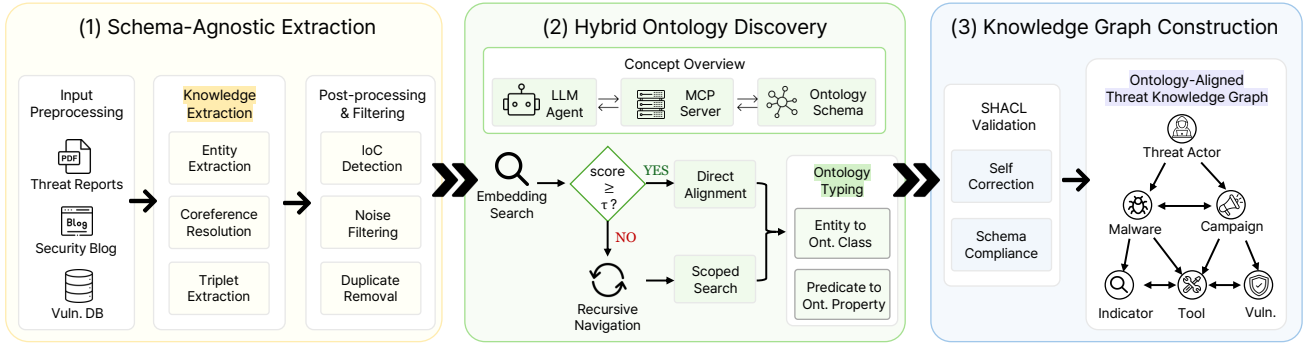 (1) Schema-Agnostic Extraction
Input
Preprocessing
PDF
Threat Reports
Blog
Security Blog
Vuln. DB
Knowledge
Extraction
Entity
Extraction
Coreference
Resolution
Triplet
Extraction
Post-processing
& Filtering
IoC
Detection
Noise
Filtering
Duplicate
Removal
(2) Hybrid Ontology Discovery
Concept Overview
LLM
Agent
MCP
Server
Ontology
Schema
Embedding
Search
score
≥
τ ?
YES
NO
Direct
Alignment
Recursive
Navigation
Scoped
Search
Ontology
Typing
Entity to
Ont. Class
Predicate to
Ont. Property
(3) Knowledge Graph Construction
SHACL
Validation
Self
Correction
Schema
Compliance
Ontology-Aligned
Threat Knowledge Graph
Threat Actor
Malware
Campaign
Indicator
Tool
Vuln.